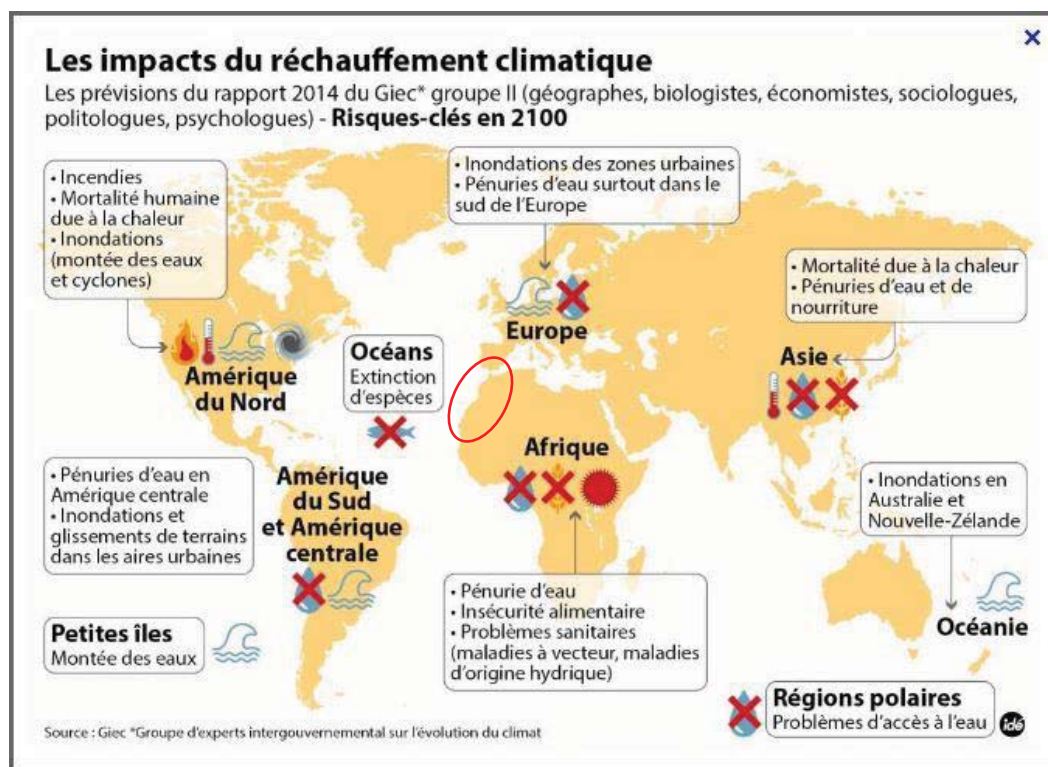 Les impacts du réchauffement climatique
Les prévisions du rapport 2014 du Giec* groupe II (géographes, biologistes, économistes, sociologues,
politologues, psychologues) - Risques-clés en 2100
• Incendies
• Mortalité humaine
due à la chaleur
• Inondations
(montée des eaux
et cyclones)
Amérique
du Nord
• Inondations des zones urbaines
• Pénuries d'eau surtout dans le
sud de l'Europe
Europe
• Mortalité due à la chaleur
• Pénuries d'eau et de
nourriture
Asie
Océans
Extinction
d'espèces
Afrique
• Pénurie d'eau
• Insécurité alimentaire
• Problèmes sanitaires
(maladies à vecteur, maladies
d'origine hydrique)
• Pénuries d'eau en
Amérique centrale
• Inondations et
glissements de terrains
dans les aires urbaines
Amérique
du Sud
et Amérique
centrale
• Inondations en
Australie et
Nouvelle-Zélande
Océanie
Petites îles
Montée des eaux
Régions polaires
Problèmes d'accès à l'eau
idé
Source : Giec *Groupe d'experts intergouvernemental sur l'évolution du climat